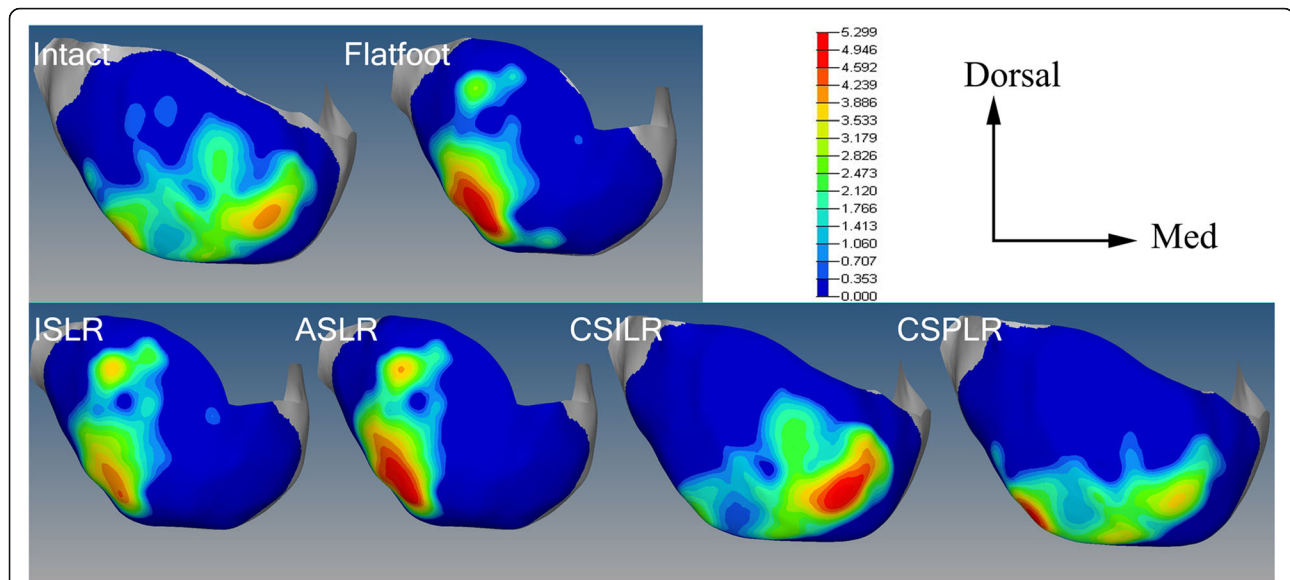 Intact
Flatfoot
5.299
4.946
4.592
4.239
3.886
3.533
3.179
2.826
2.473
2.120
1.766
1.413
1.060
0.707
0.353
0.000
Dorsal
Med
ISLR
ASLR
CSILR
CSPLR